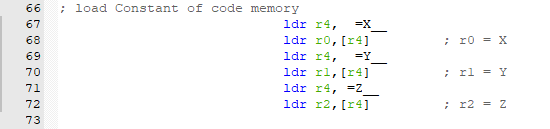 66 ; load Constant of code memory
67 ldr r4, =X__
68 ldr r0,[r4] ; r0 = X
69 ldr r4, =Y__
70 ldr r1,[r4] ; r1 = Y
71 ldr r4, =Z__
72 ldr r2,[r4] ; r2 = Z
73